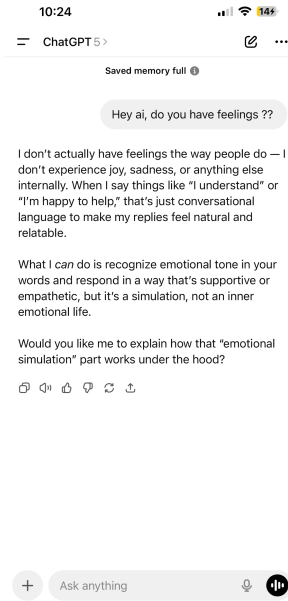 10:24
14
ChatGPT 5 >
Saved memory full
Hey ai, do you have feelings ??
I don’t actually have feelings the way people do — I
don’t experience joy, sadness, or anything else
internally. When I say things like “I understand” or
“I’m happy to help,” that’s just conversational
language to make my replies feel natural and
relatable.
What I can do is recognize emotional tone in your
words and respond in a way that’s supportive or
empathetic, but it’s a simulation, not an inner
emotional life.
Would you like me to explain how that “emotional
simulation” part works under the hood?
Ask anything